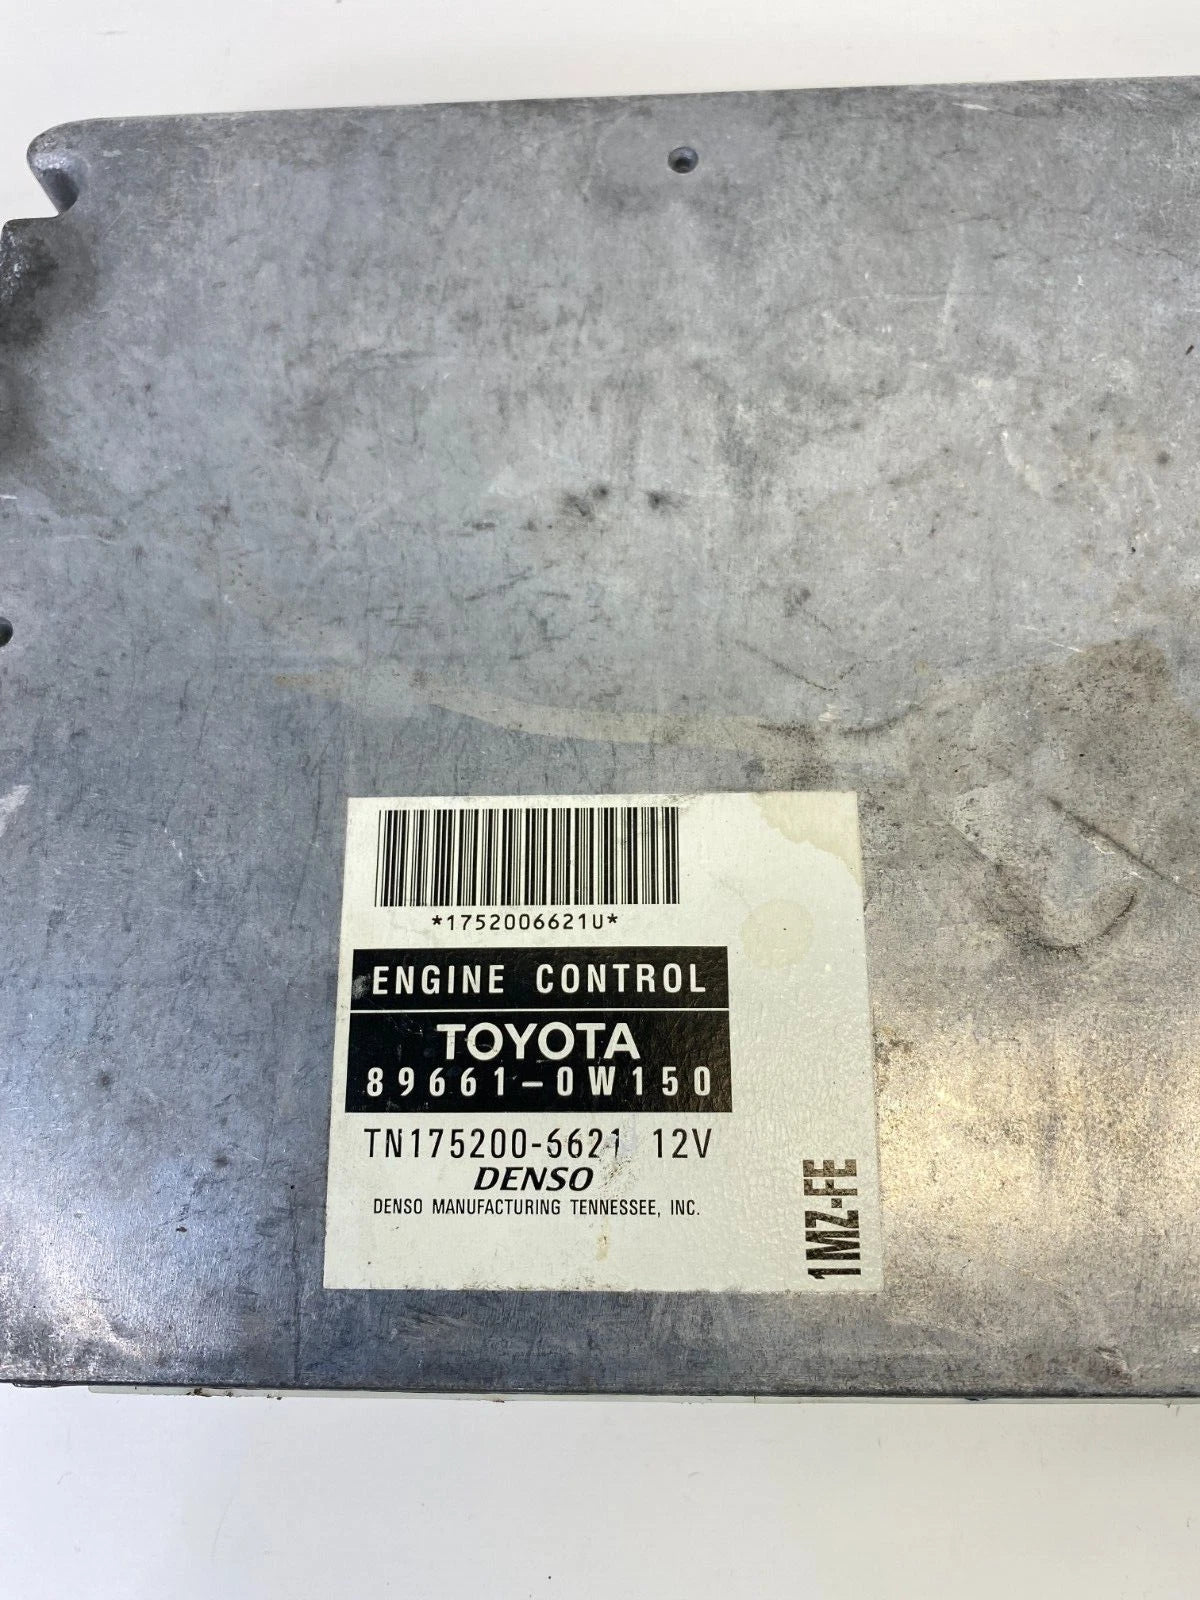 *1752006621U*
ENGINE CONTROL
TOYOTA
89661-0W150
TN175200-6621 12V
DENSO
DENSO MANUFACTURING TENNESSEE, INC.
1MZ-FE